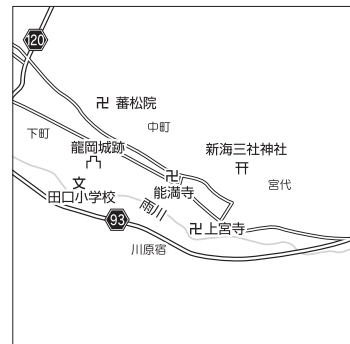 120
蕃松院
中町
下町
龍岡城跡
新海三社神社
宮代
文
田口小学校
能満寺
雨川
93
上宮寺
川原宿